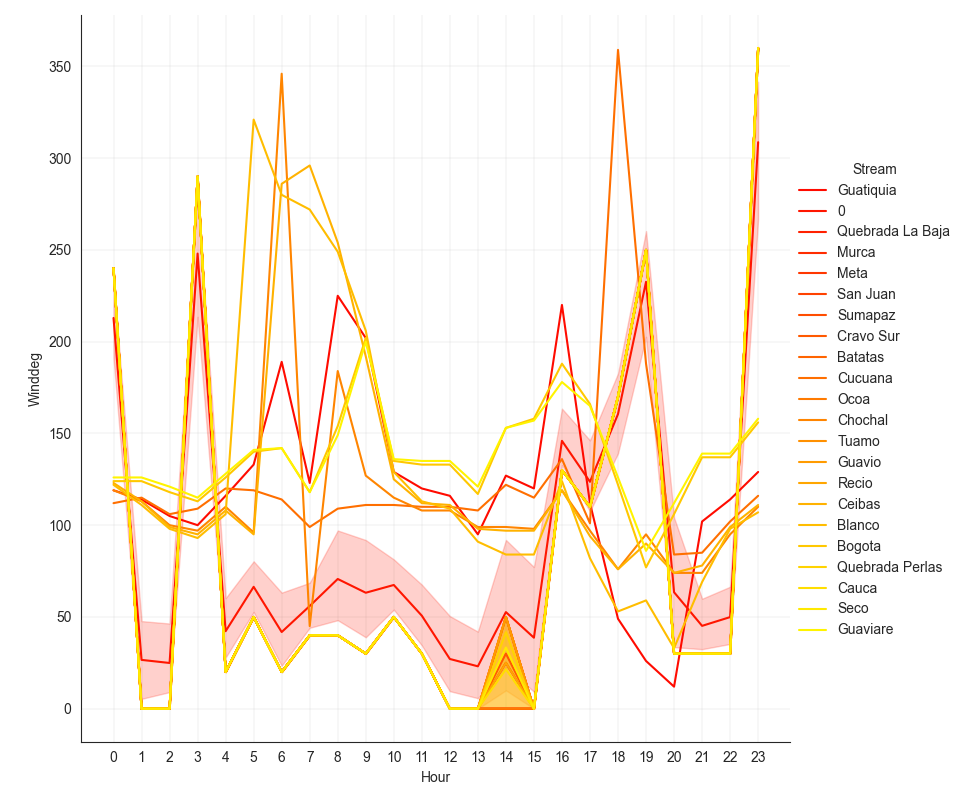 350
300
250
200
150
100
50
0
Winddeg
0 1 2 3 4 5 6 7 8 9 10 11 12 13 14 15 16 17 18 19 20 21 22 23
Hour
Stream
Guatiquia
0
Quebrada La Baja
Murca
Meta
San Juan
Sumapaz
Cravo Sur
Batatas
Cucuana
Ocoa
Chochal
Tuamo
Guavio
Recio
Ceibas
Blanco
Bogota
Quebrada Perlas
Cauca
Seco
Guaviare